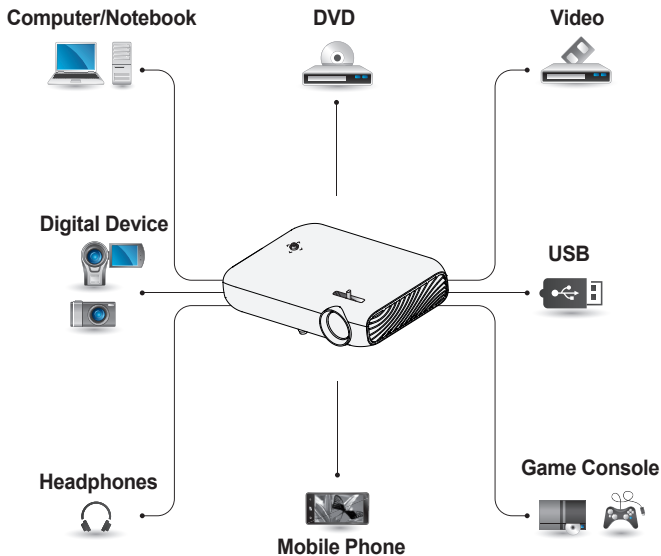 Computer/Notebook
DVD
Video
Digital Device
USB
Headphones
Game Console
Mobile Phone